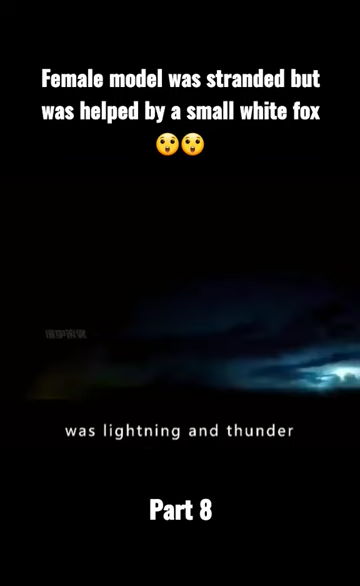 Female model was stranded but
was helped by a small white fox
😲😲
was lightning and thunder
Part 8